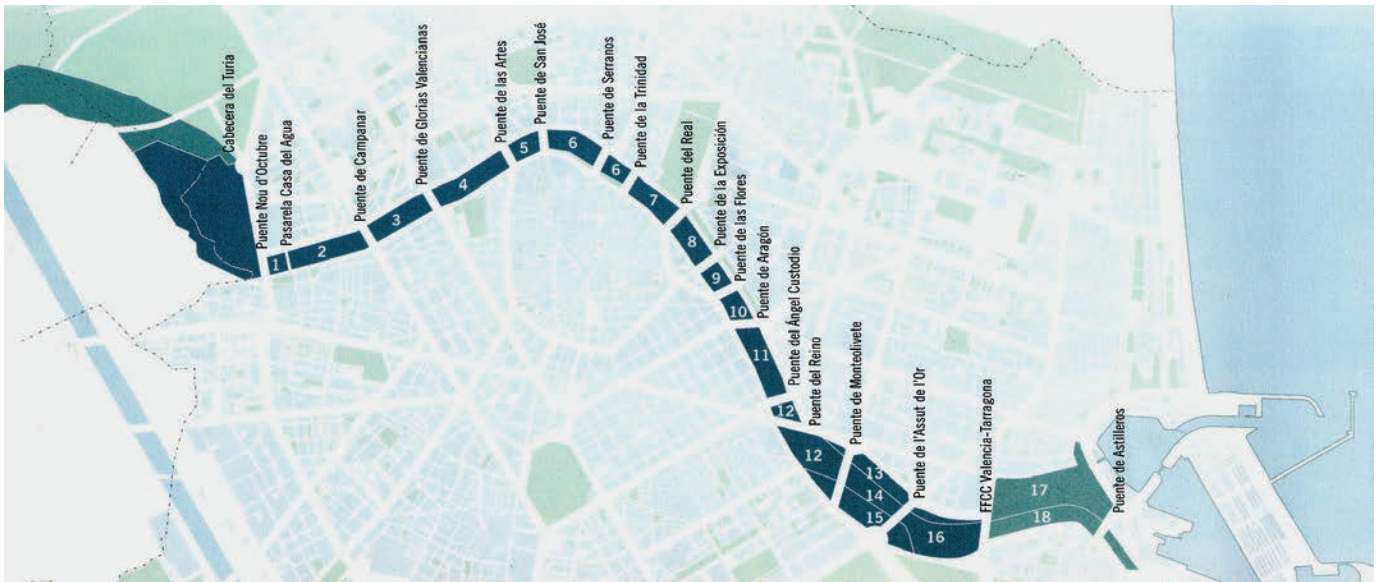 Cabecera del Turia
Puente Nou d'Octubre
Pasarela Casa del Agua
Puente de Campanar
Puente de Glorias Valencianas
Puente de las Artes
Puente de San José
Puente de Serranos
Puente de la Trinidad
Puente del Real
Puente de la Exposición
Puente de las Flores
Puente de Aragón
Puente del Ángel Custodio
Puente del Reino
Puente de Monteolivete
Puente de l'Assut de l'Or
FFCC Valencia-Tarragona
Puente de Astilleros
1
2
3
4
5
6
6
7
8
9
10
11
12
12
13
14
15
16
17
18